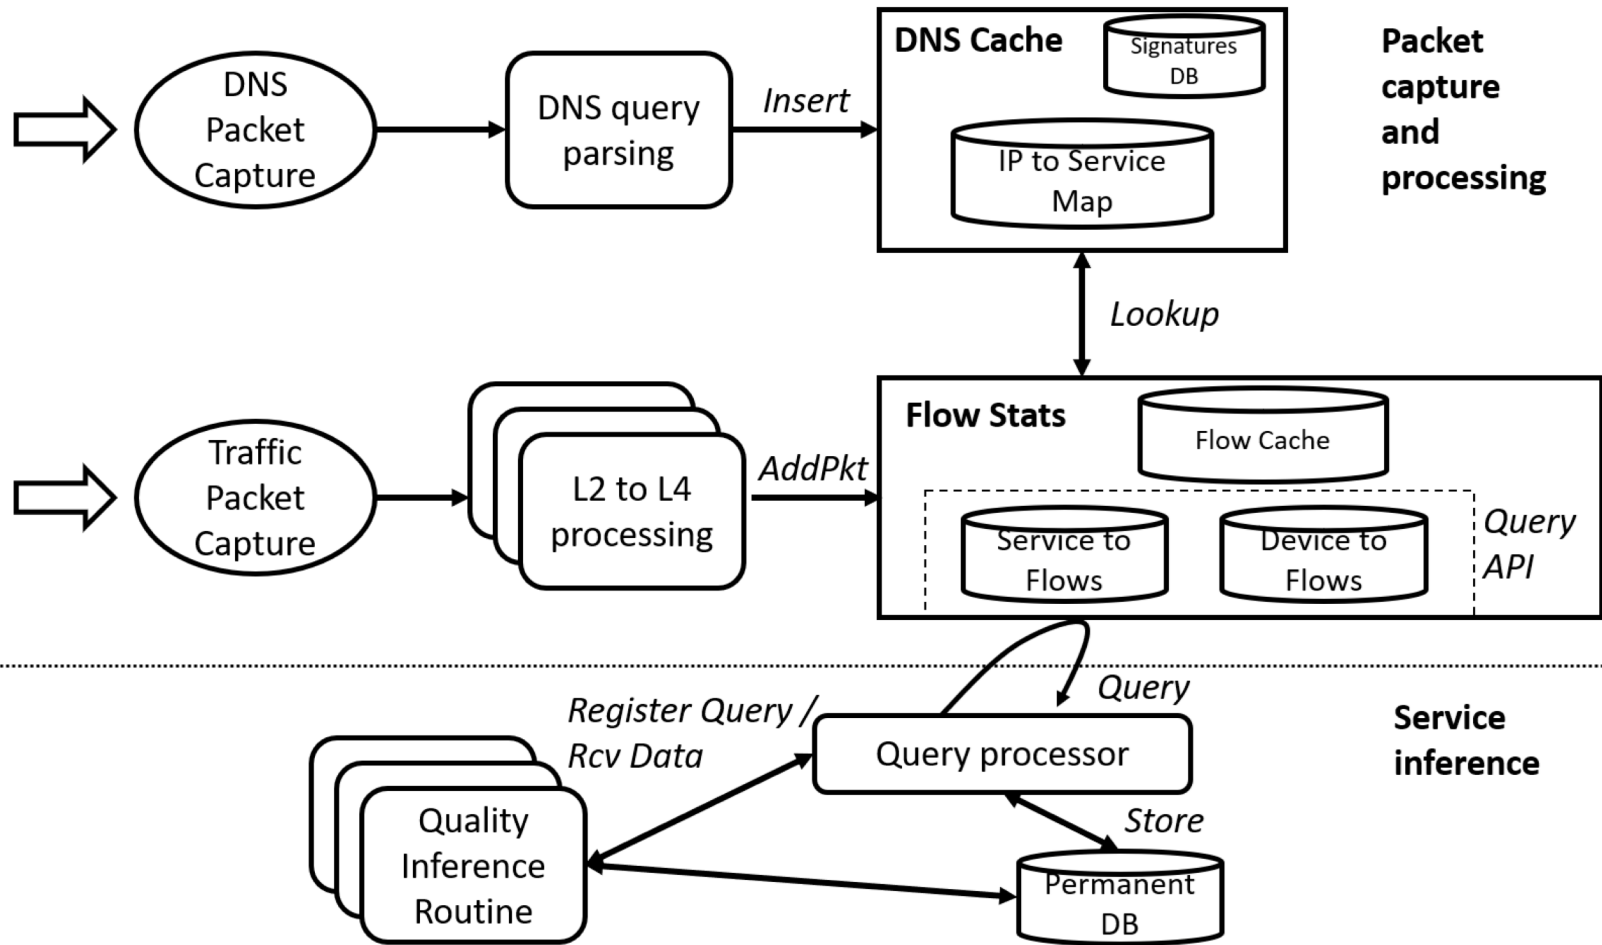 DNS
Packet
Capture
DNS query
parsing
Insert
DNS Cache
Signatures
DB
IP to Service
Map
Packet
capture
and
processing
Lookup
Traffic
Packet
Capture
L2 to L4
processing
AddPkt
Flow Stats
Flow Cache
Service to
Flows
Device to
Flows
Query
API
Query
Register Query /
Rcv Data
Query processor
Service
inference
Quality
Inference
Routine
Store
Permanent
DB